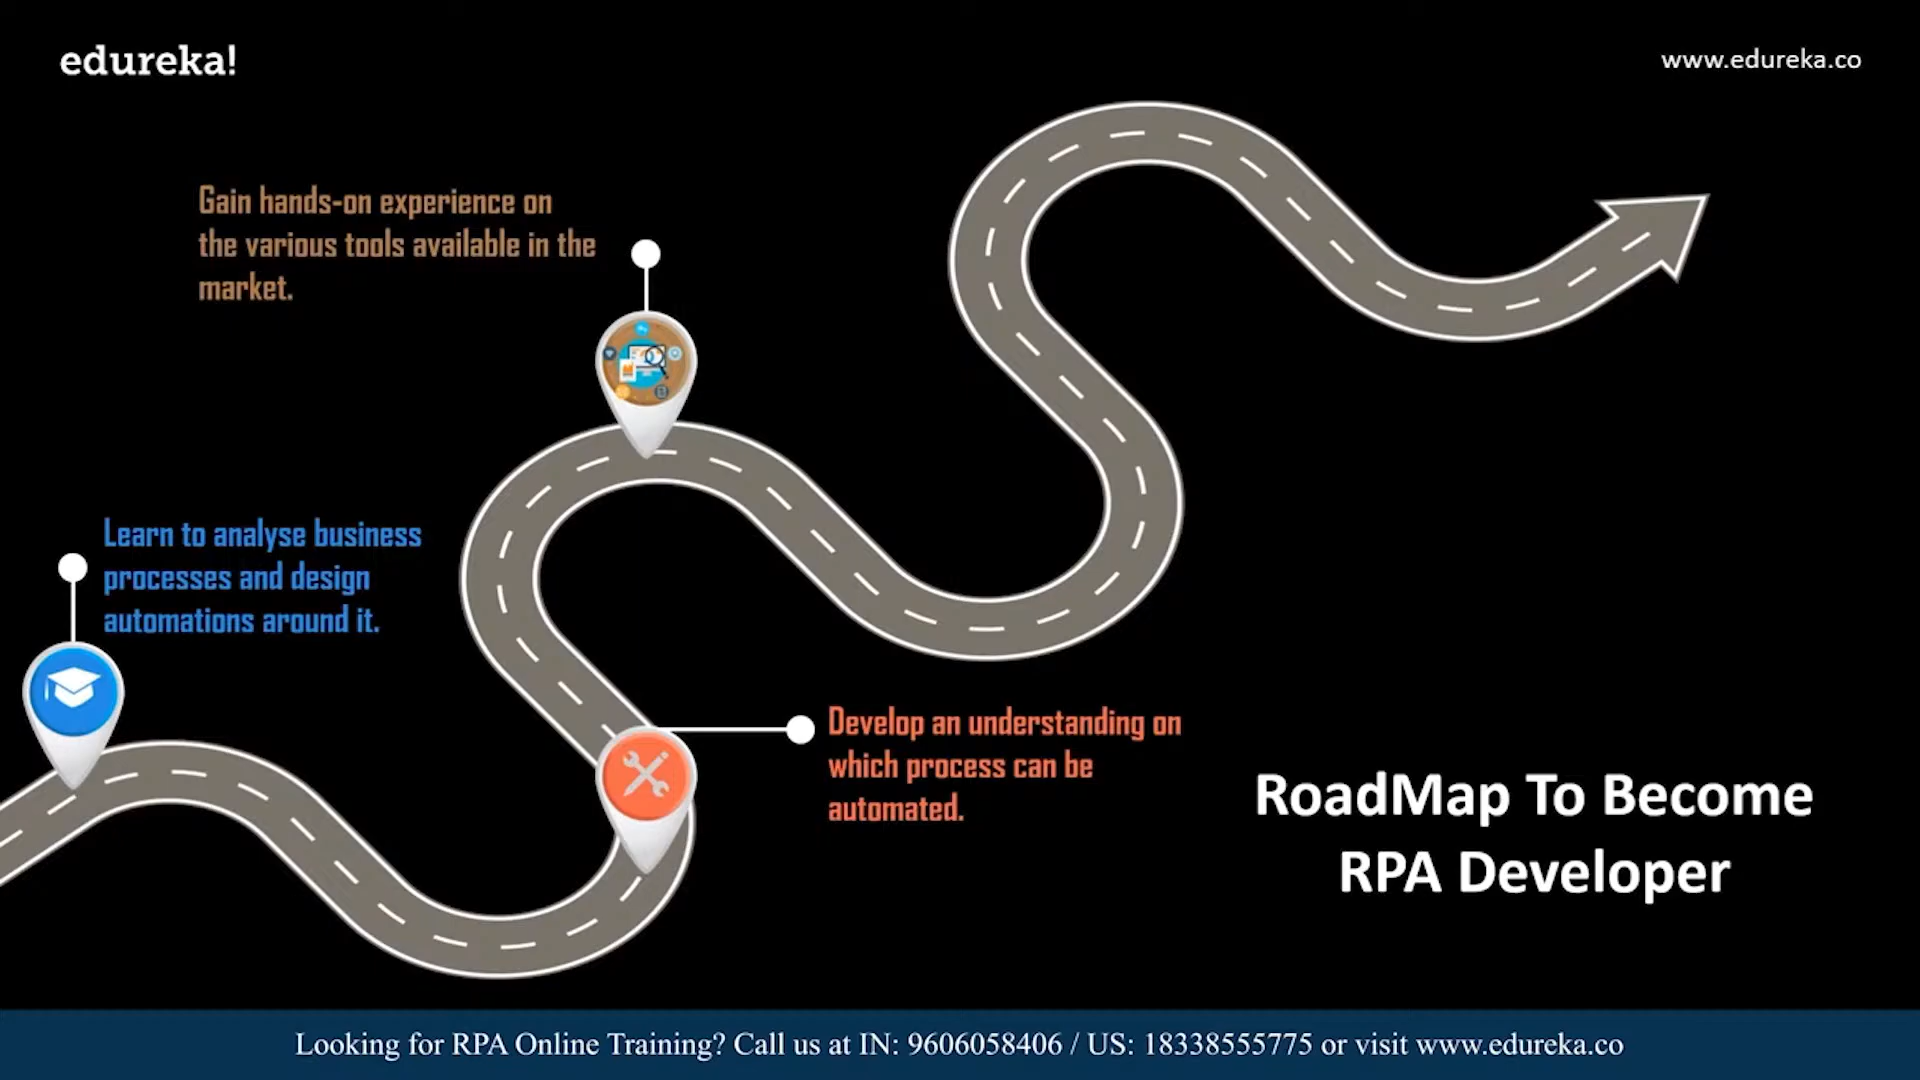 edureka!
www.edureka.co
Gain hands-on experience on
the various tools available in the
market.
Learn to analyse business
processes and design
automations around it.
Develop an understanding on
which process can be
automated.
RoadMap To Become
RPA Developer
Looking for RPA Online Training? Call us at IN: 9606058406 / US: 18338555775 or visit www.edureka.co